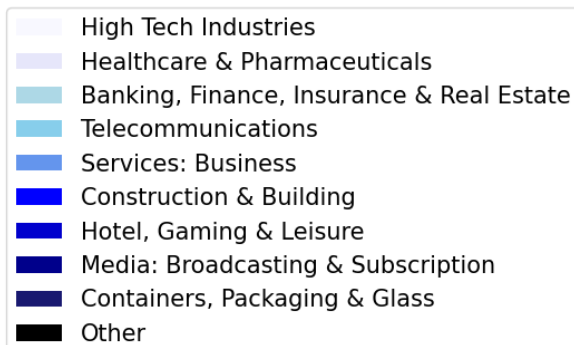 High Tech Industries
Healthcare & Pharmaceuticals
Banking, Finance, Insurance & Real Estate
Telecommunications
Services: Business
Construction & Building
Hotel, Gaming & Leisure
Media: Broadcasting & Subscription
Containers, Packaging & Glass
Other